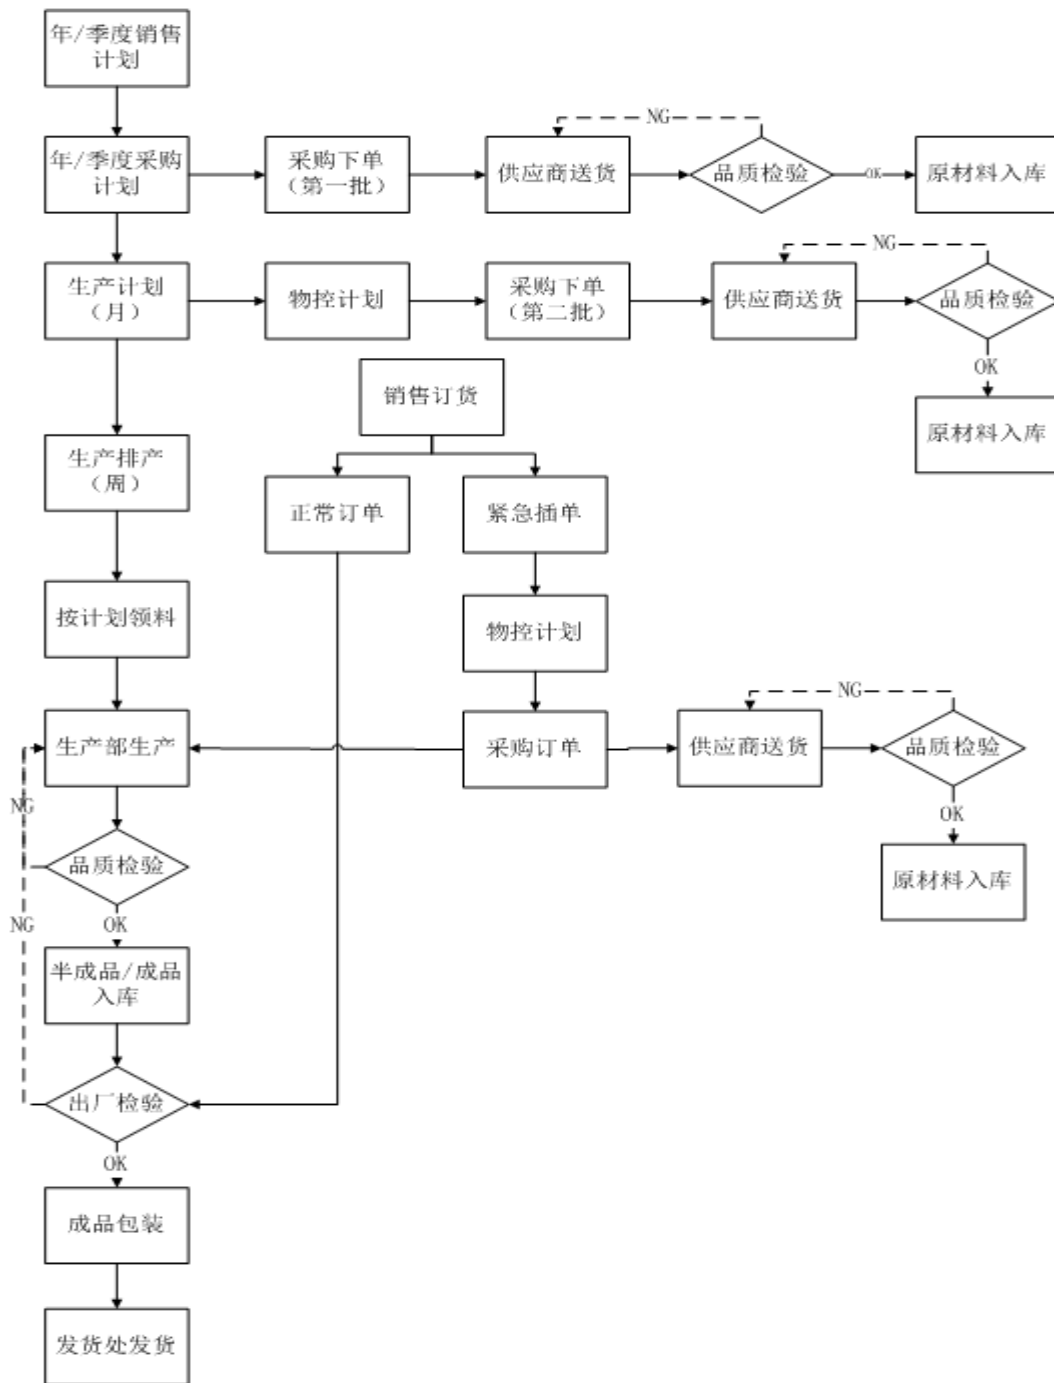 年/季度销售
计划
NG
年/季度采购
计划
采购下单
（第一批）
供应商送货
品质检验
OK
原材料入库
NG
生产计划
（月）
物控计划
采购下单
（第二批）
供应商送货
品质检验
OK
销售订货
原材料入库
生产排产
（周）
正常订单
紧急插单
按计划领料
物控计划
NG
生产部生产
采购订单
供应商送货
品质检验
NG
OK
品质检验
原材料入库
OK
NG
半成品/成品
入库
出厂检验
OK
成品包装
发货处发货